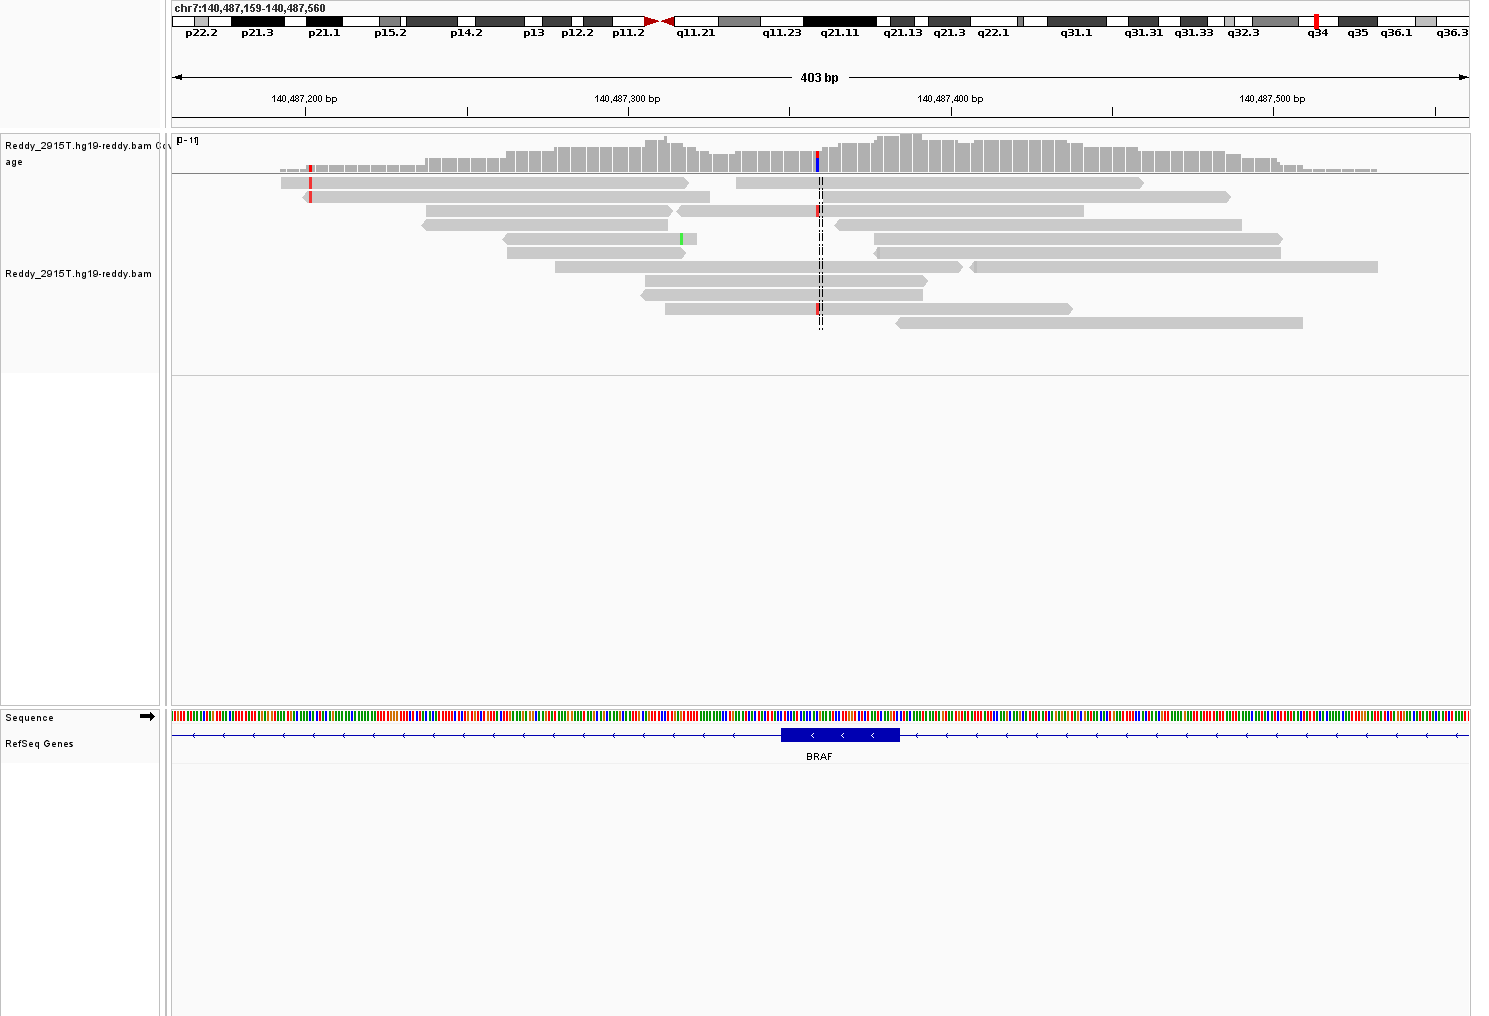 chr7:140,487,159-140,487,560
p22.2 p21.3 p21.1 p15.2 p14.2 p13 p12.2 p11.2 q11.21 q11.23 q21.11 q21.13 q21.3 q22.1 q31.1 q31.31 q31.33 q32.3 q34 q35 q36.1 q36.3
403 bp
140,487,200 bp 140,487,300 bp 140,487,400 bp 140,487,500 bp
Reddy_2915T.hg19-reddy.bam Cov
age
[0 - 11]
Reddy_2915T.hg19-reddy.bam
Sequence
RefSeq Genes
BRAF